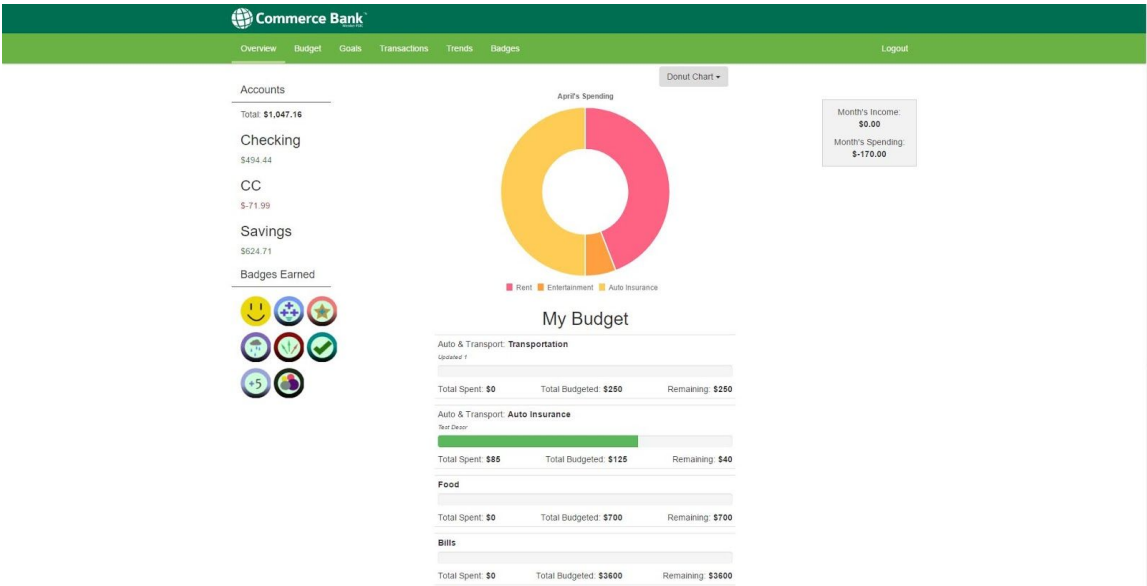 Commerce Bank
Overview Budget Goals Transactions Trends Badges Logout
Donut Chart
Accounts
Total: $1,047.16
Checking
$494.44
CC
$-71.99
Savings
$624.71
Badges Earned
+5
April's Spending
Rent Entertainment Auto Insurance
My Budget
Auto & Transport: Transportation
Updated 1
Total Spent: $0 Total Budgeted: $250 Remaining: $250
Auto & Transport: Auto Insurance
Test Descr
Total Spent: $85 Total Budgeted: $125 Remaining: $40
Food
Total Spent: $0 Total Budgeted: $700 Remaining: $700
Bills
Total Spent: $0 Total Budgeted: $3600 Remaining: $3600
Month's Income:
$0.00
Month's Spending:
$-170.00